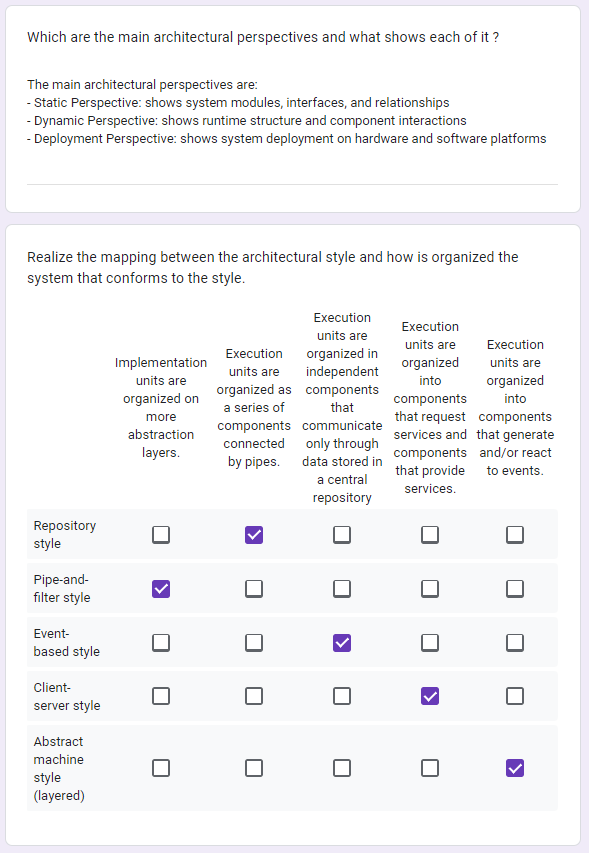 Which are the main architectural perspectives and what shows each of it ?
The main architectural perspectives are:
- Static Perspective: shows system modules, interfaces, and relationships
- Dynamic Perspective: shows runtime structure and component interactions
- Deployment Perspective: shows system deployment on hardware and software platforms
Realize the mapping between the architectural style and how is organized the
system that conforms to the style.
Implementation
units are
organized on
more
abstraction
layers.
Execution
units are
organized as
a series of
components
connected
by pipes.
Execution
units are
organized in
independent
components
that
communicate
only through
data stored in
a central
repository
Execution
units are
organized
into
components
that request
services and
components
that provide
services.
Execution
units are
organized
into
components
that generate
and/or react
to events.
Repository
style
Pipe-and-
filter style
Event-
based style
Client-
server style
Abstract
machine
style
(layered)